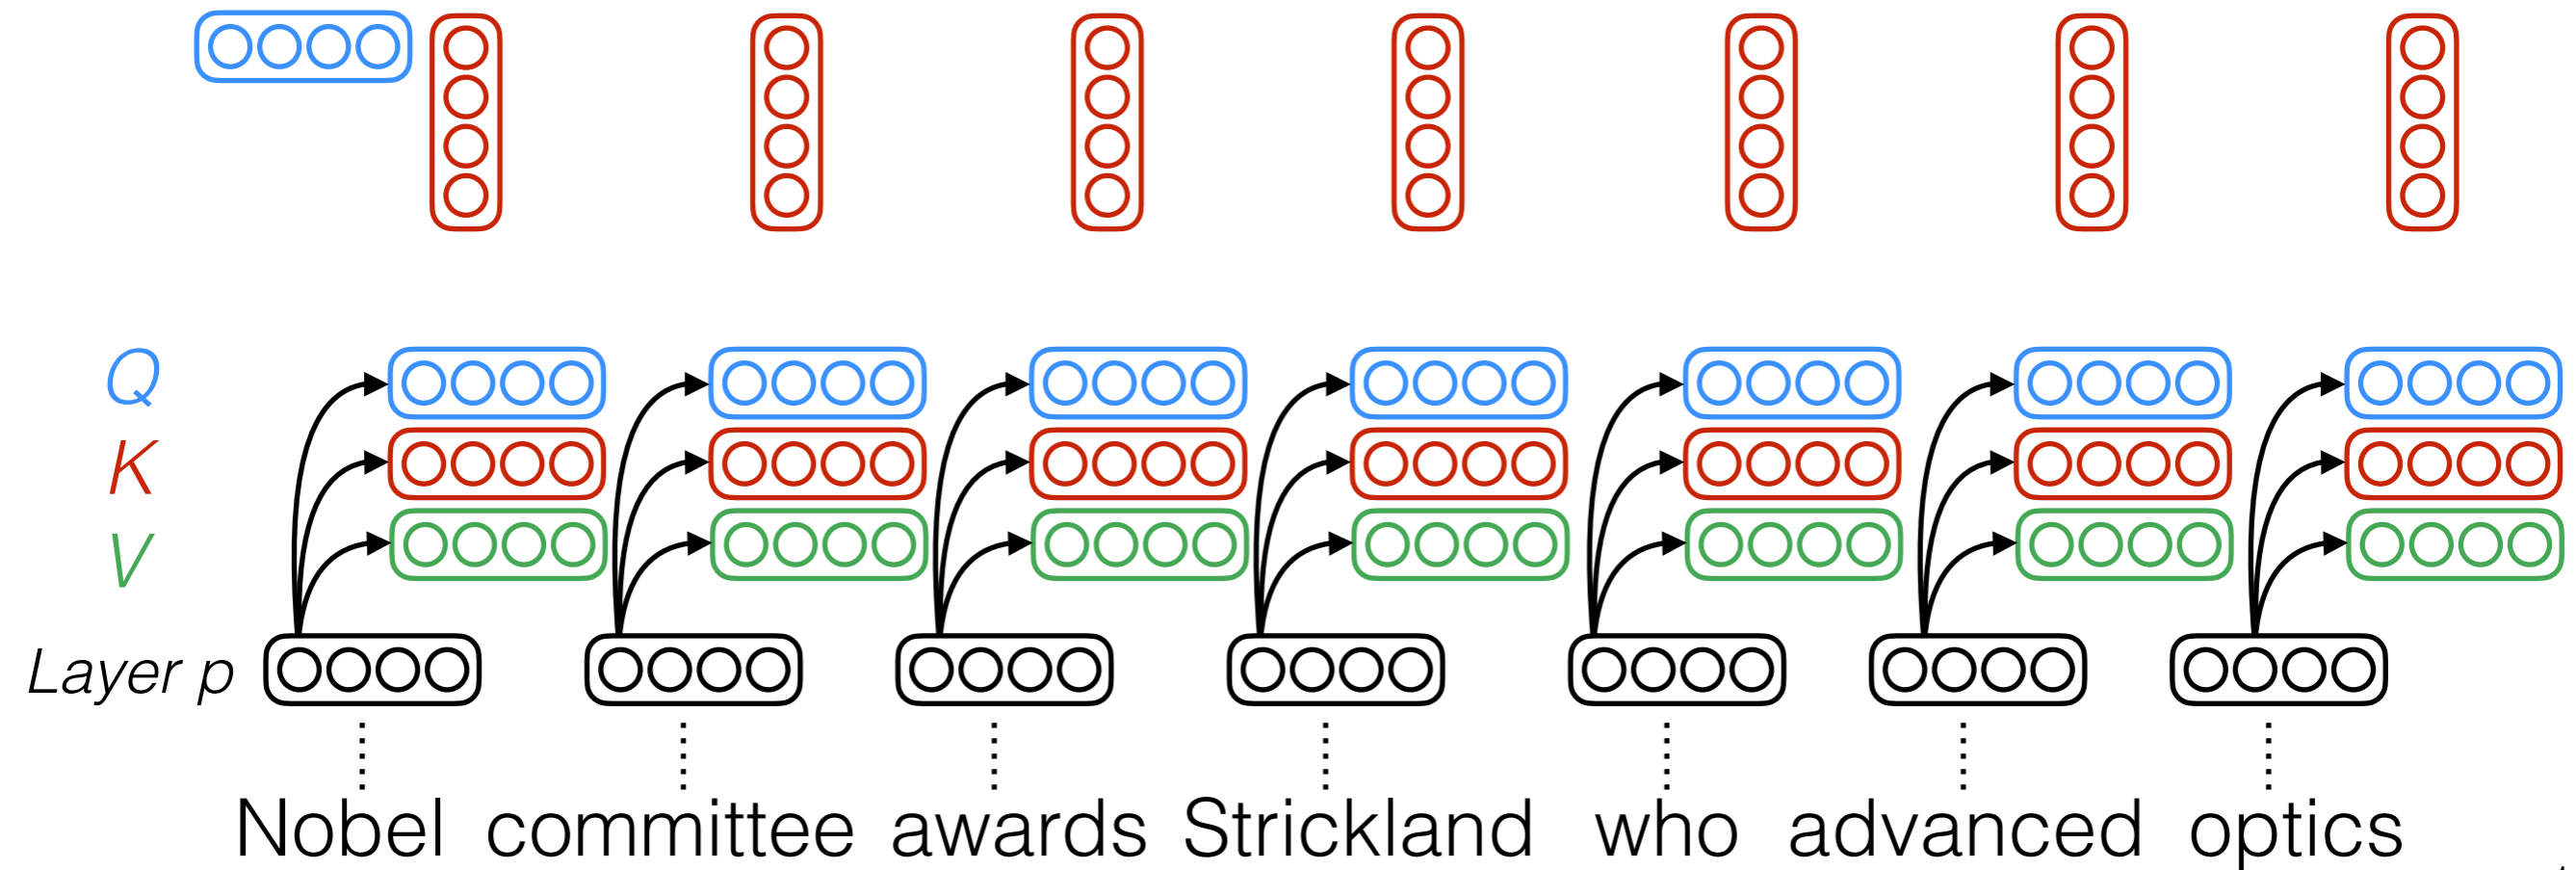 Q
K
V
Layer p
Nobel committee awards Strickland who advanced optics